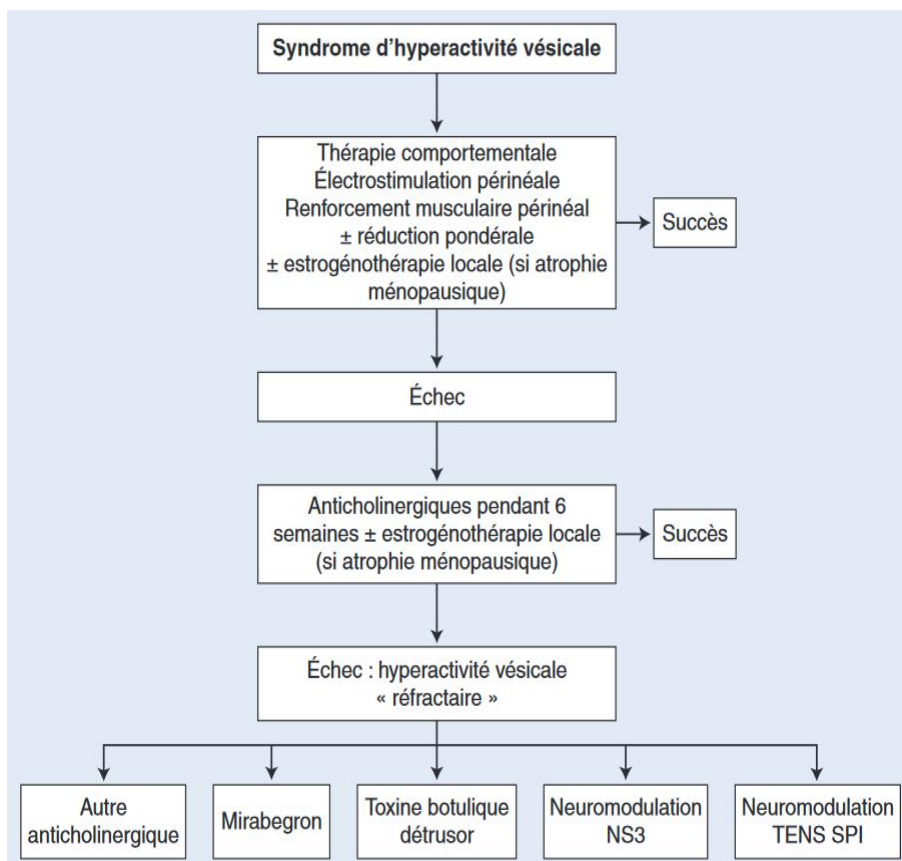 Syndrome d'hyperactivité vésicale
Thérapie comportementale
Électrostimulation périnéale
Renforcement musculaire périnéal
± réduction pondérale
± estrogénothérapie locale (si atrophie
ménopausique)
Succès
Échec
Anticholinergiques pendant 6
semaines ± estrogénothérapie locale
(si atrophie ménopausique)
Succès
Échec : hyperactivité vésicale
« réfractaire »
Autre
anticholinergique
Mirabegron
Toxine botulique
détrusor
Neuromodulation
NS3
Neuromodulation
TENS SPI